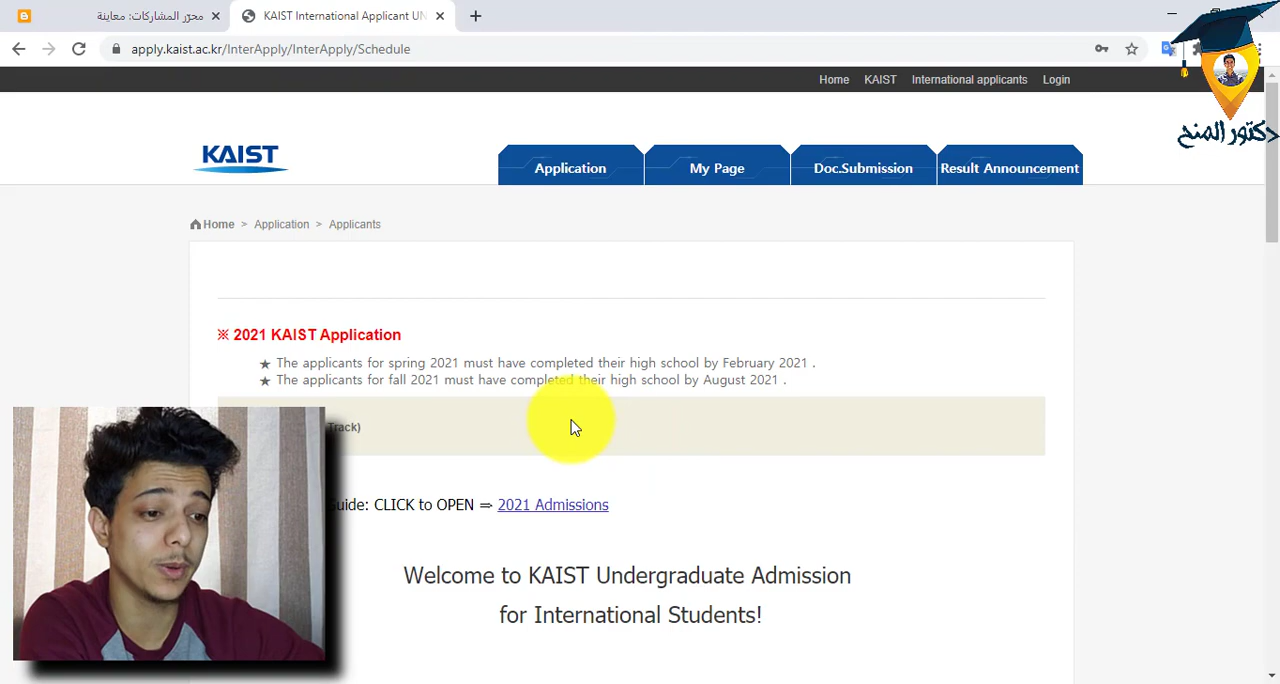 محرّر المشاركات: معاينة
KAIST International Applicant UN
apply.kaist.ac.kr/InterApply/InterApply/Schedule
Home KAIST International applicants Login
دكتور المنح
KAIST
Application My Page Doc.Submission Result Announcement
Home > Application > Applicants
※ 2021 KAIST Application
★ The applicants for spring 2021 must have completed their high school by February 2021 .
★ The applicants for fall 2021 must have completed their high school by August 2021 .
Track)
Guide: CLICK to OPEN ⇒ 2021 Admissions
Welcome to KAIST Undergraduate Admission
for International Students!